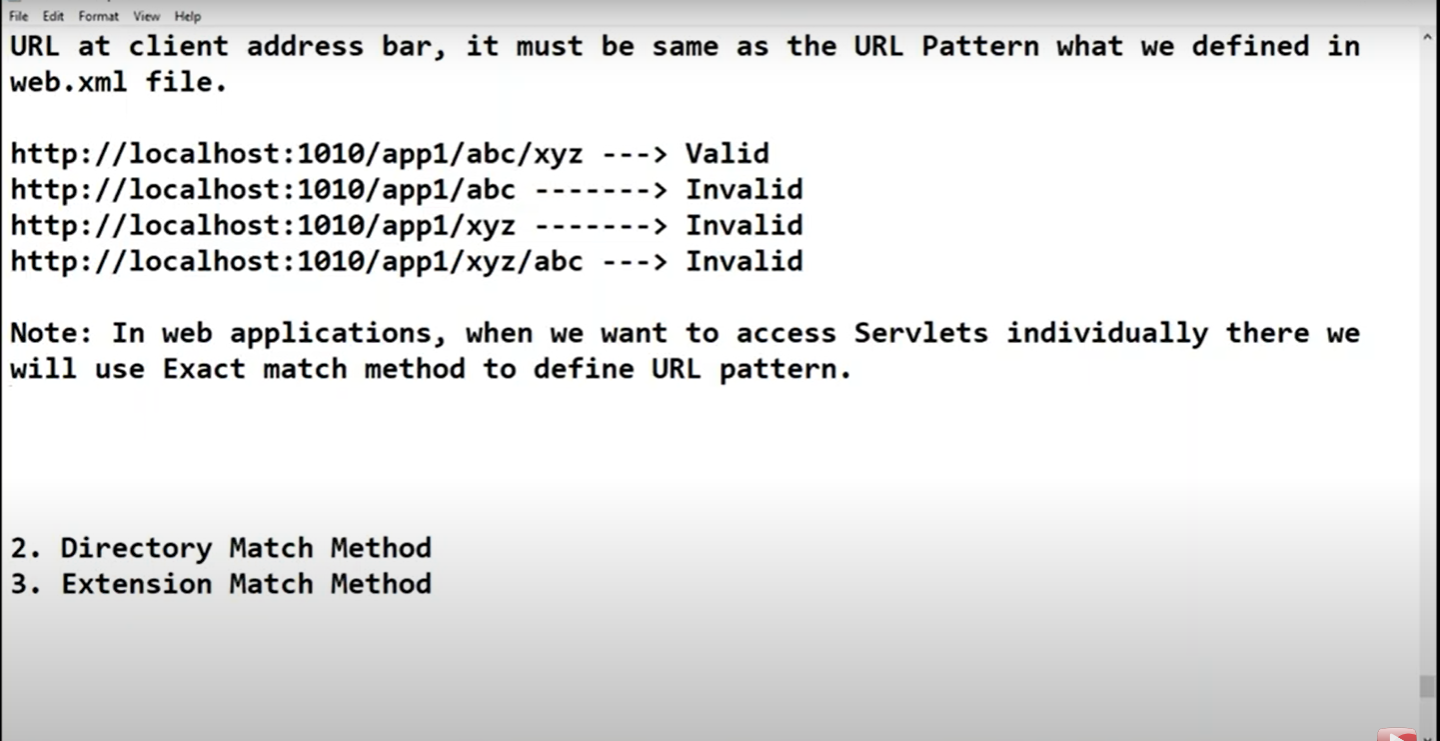 File Edit Format View Help
URL at client address bar, it must be same as the URL Pattern what we defined in
web.xml file.
http://localhost:1010/app1/abc/xyz ---> Valid
http://localhost:1010/app1/abc -------> Invalid
http://localhost:1010/app1/xyz -------> Invalid
http://localhost:1010/app1/xyz/abc ---> Invalid
Note: In web applications, when we want to access Servlets individually there we
will use Exact match method to define URL pattern.
2. Directory Match Method
3. Extension Match Method